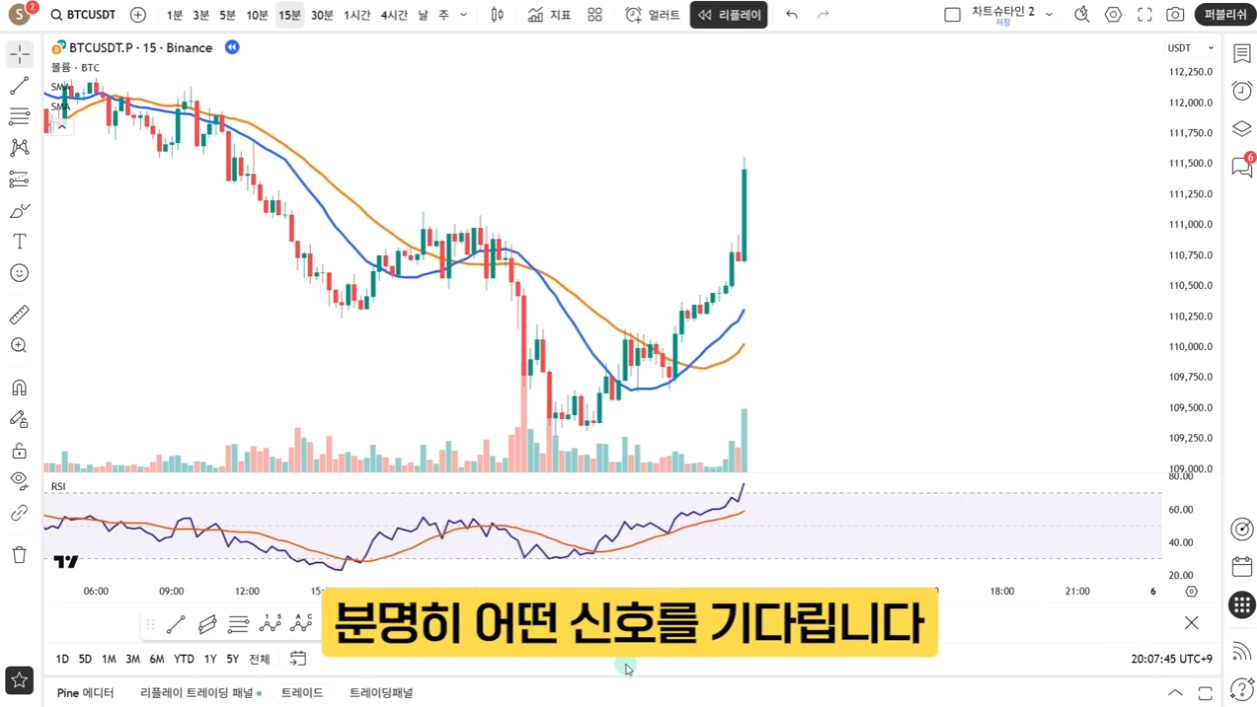 S 2 BTCUSDT 1분 3분 5분 10분 15분 30분 1시간 4시간 날 주 지표 얼러트 리플레이 차트슈타인 2 저장 퍼블리쉬
BTCUSDT.P · 15 · Binance
USDT
볼륨 · BTC
SMA
SMA
112,250.0
112,000.0
111,750.0
111,500.0
6
111,250.0
111,000.0
110,750.0
110,500.0
110,250.0
110,000.0
109,750.0
109,500.0
109,250.0
109,000.0
RSI
80.00
60.00
40.00
20.00
06:00 09:00 12:00 18:00 21:00 6
분명히 어떤 신호를 기다립니다
1D 5D 1M 3M 6M YTD 1Y 5Y 전체 20:07:45 UTC+9
Pine 에디터 리플레이 트레이딩 패널 트레이드 트레이딩패널